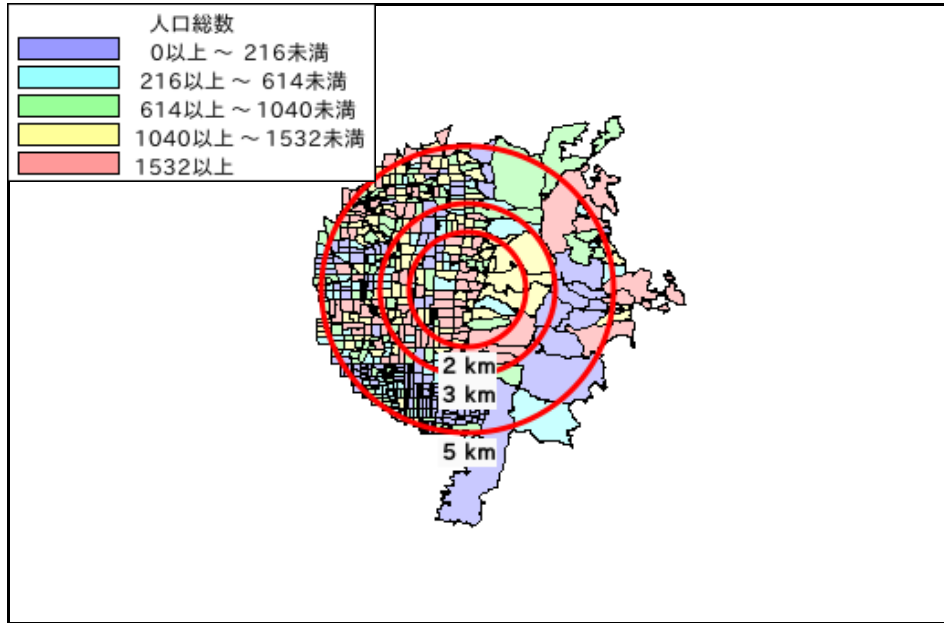 人口総数
0以上 ～ 216未満
216以上 ～ 614未満
614以上 ～ 1040未満
1040以上 ～ 1532未満
1532以上
2 km
3 km
5 km